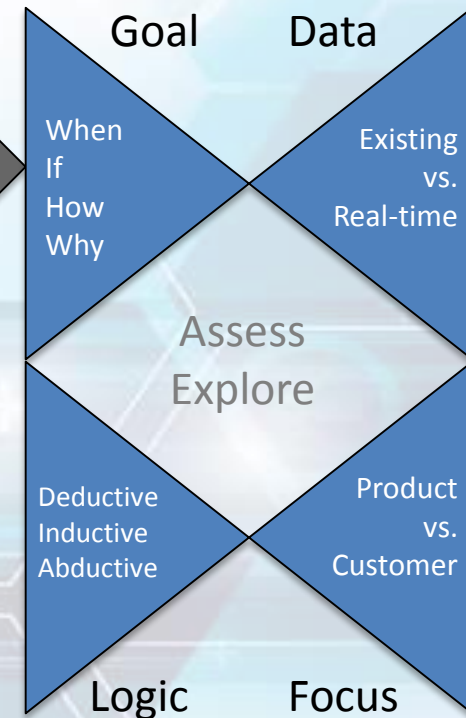 Goal Data
When
If
How
Why
Existing
vs.
Real-time
Assess
Explore
Deductive
Inductive
Abductive
Product
vs.
Customer
Logic Focus